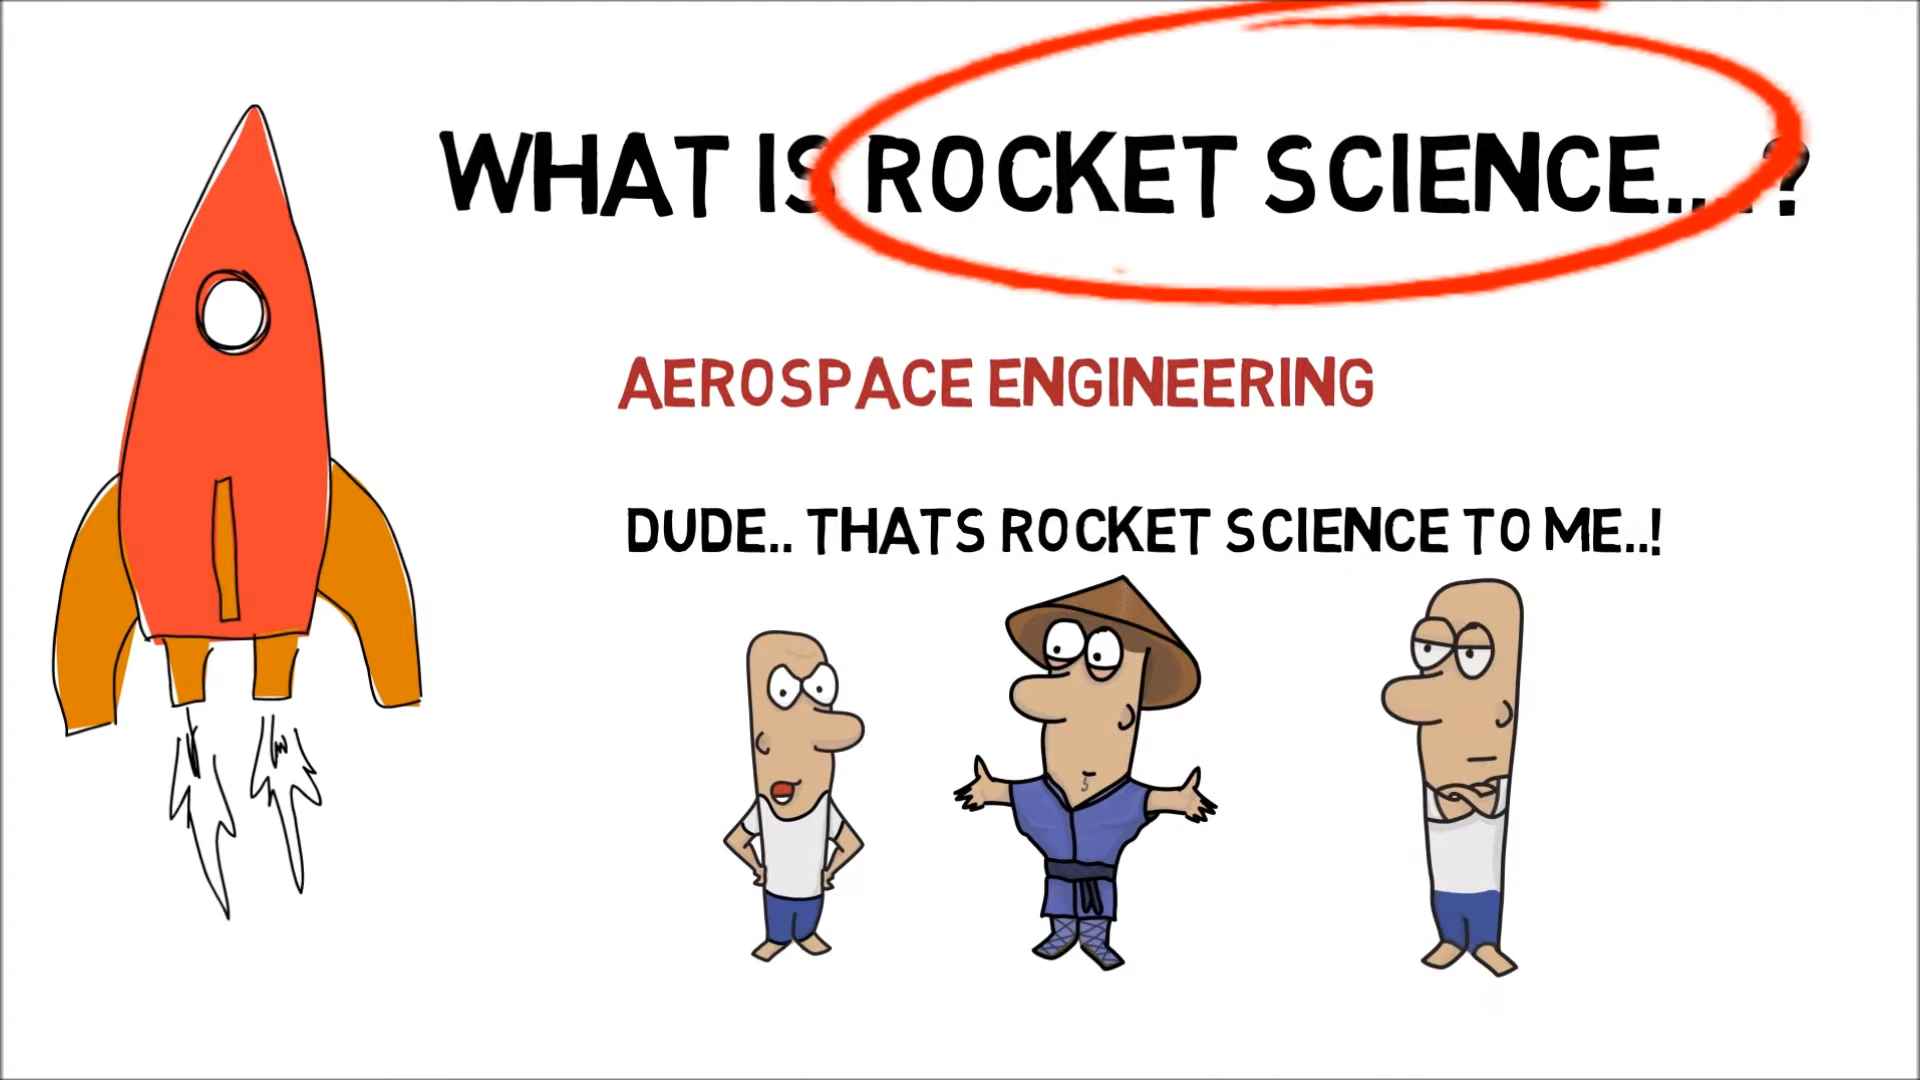 WHAT IS ROCKET SCIENCE....?
AEROSPACE ENGINEERING
DUDE.. THATS ROCKET SCIENCE TO ME..!